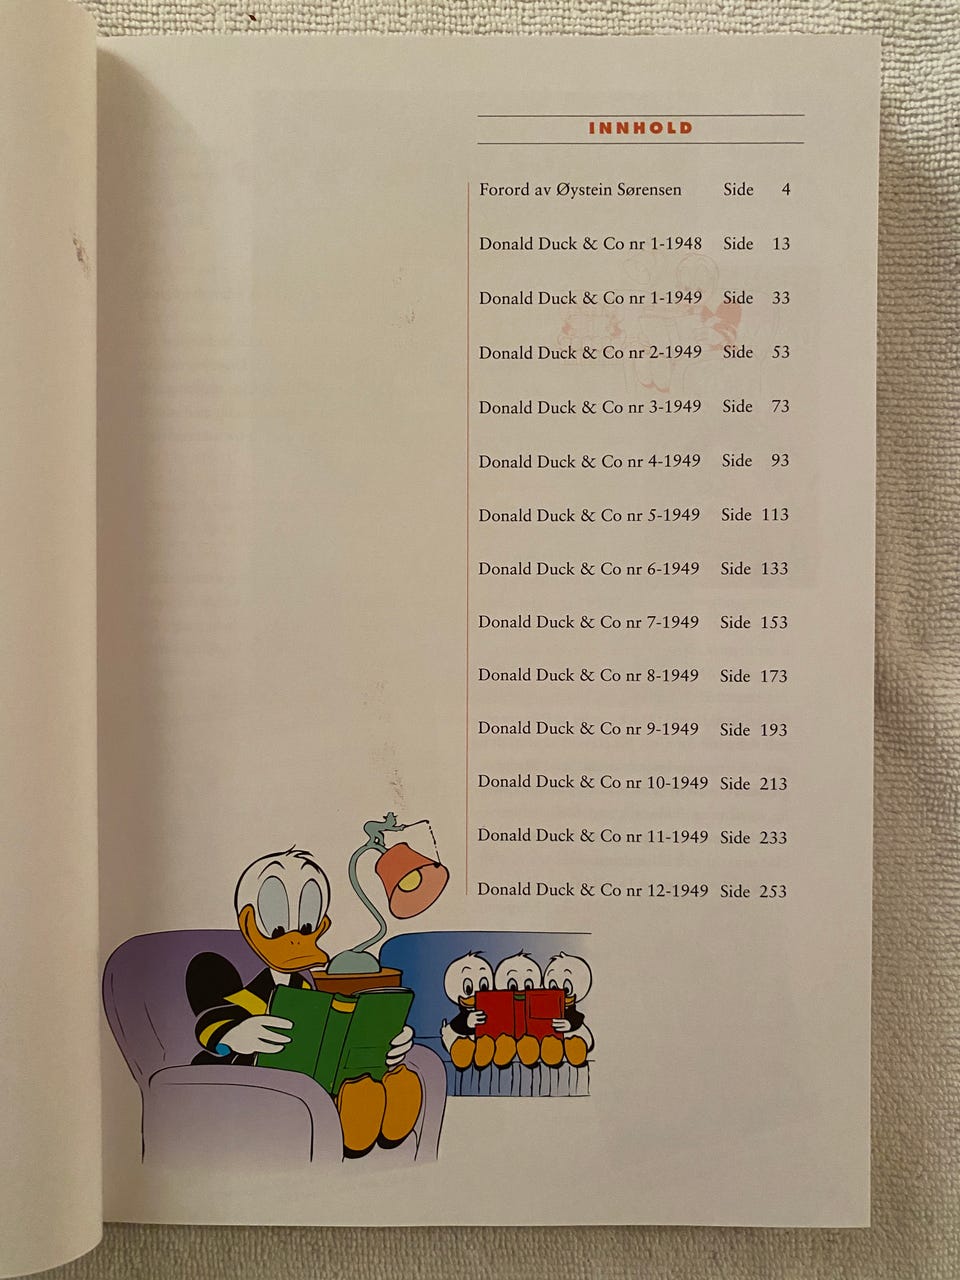 INNHOLD
Forord av Øystein Sørensen Side 4
Donald Duck & Co nr 1-1948 Side 13
Donald Duck & Co nr 1-1949 Side 33
Donald Duck & Co nr 2-1949 Side 53
Donald Duck & Co nr 3-1949 Side 73
Donald Duck & Co nr 4-1949 Side 93
Donald Duck & Co nr 5-1949 Side 113
Donald Duck & Co nr 6-1949 Side 133
Donald Duck & Co nr 7-1949 Side 153
Donald Duck & Co nr 8-1949 Side 173
Donald Duck & Co nr 9-1949 Side 193
Donald Duck & Co nr 10-1949 Side 213
Donald Duck & Co nr 11-1949 Side 233
Donald Duck & Co nr 12-1949 Side 253